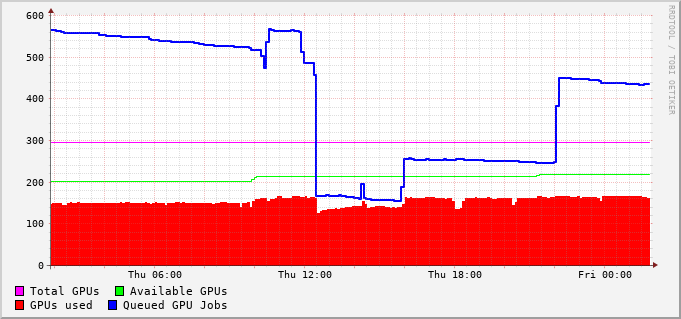 600
500
400
300
200
100
0
Thu 06:00 Thu 12:00 Thu 18:00 Fri 00:00
Total GPUs Available GPUs
GPUs used Queued GPU Jobs
RRDTOOL / TOBI OETIKER